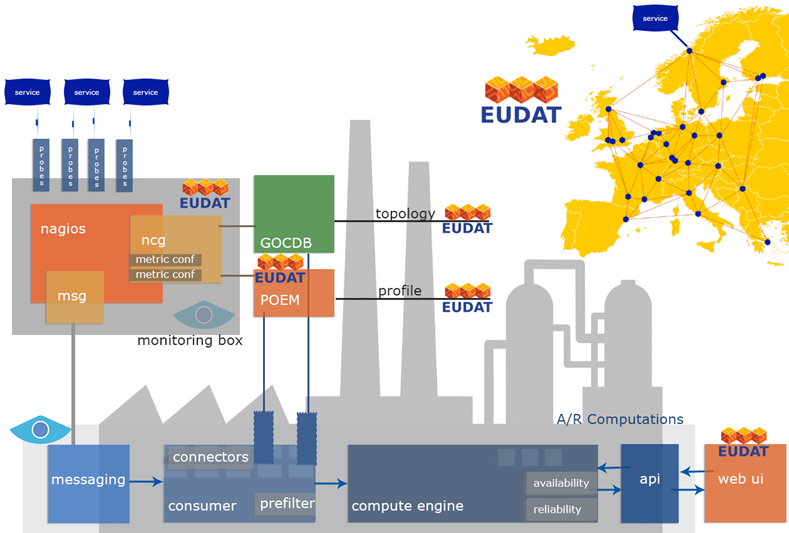 service
service
service
service
EUDAT
probes
probes
probes
probes
EUDAT
nagios
ncg
metric conf
metric conf
msg
monitoring box
GOCDB
topology
EUDAT
EUDAT
POEM
profile
EUDAT
A/R Computations
messaging
connectors
consumer
prefilter
compute engine
availability
reliability
api
EUDAT
web ui